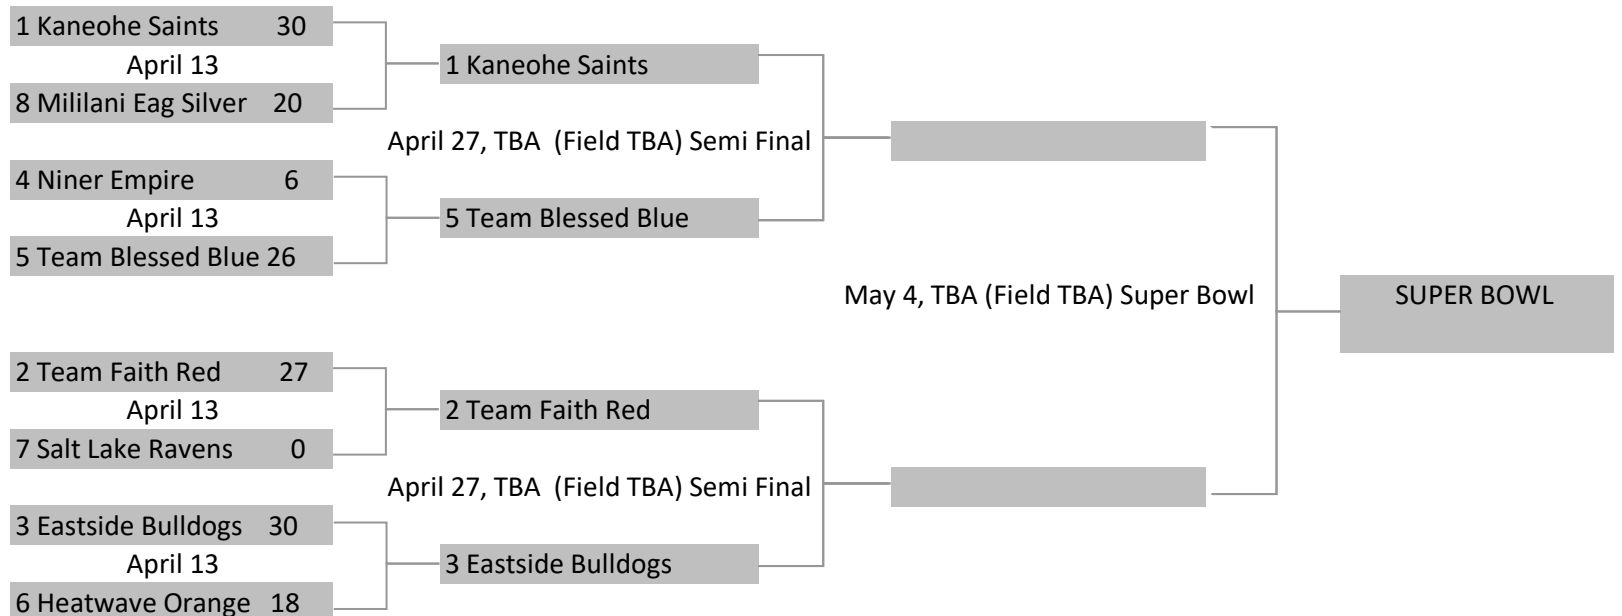 1 Kaneohe Saints 30
April 13
8 Mililani Eag Silver 20
1 Kaneohe Saints
April 27, TBA (Field TBA) Semi Final
4 Niner Empire 6
April 13
5 Team Blessed Blue 26
5 Team Blessed Blue
May 4, TBA (Field TBA) Super Bowl
SUPER BOWL
2 Team Faith Red 27
April 13
7 Salt Lake Ravens 0
2 Team Faith Red
April 27, TBA (Field TBA) Semi Final
3 Eastside Bulldogs 30
April 13
6 Heatwave Orange 18
3 Eastside Bulldogs